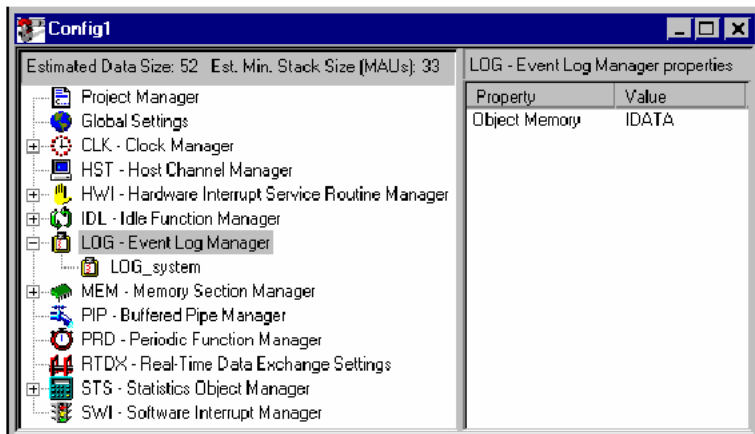 Config1
Estimated Data Size: 52 Est. Min. Stack Size (MAUs): 33
Project Manager
Global Settings
CLK - Clock Manager
HST - Host Channel Manager
HWI - Hardware Interrupt Service Routine Manager
IDL - Idle Function Manager
LOG - Event Log Manager
LOG_system
MEM - Memory Section Manager
PIP - Buffered Pipe Manager
PRD - Periodic Function Manager
RTDX - Real-Time Data Exchange Settings
STS - Statistics Object Manager
SWI - Software Interrupt Manager
LOG - Event Log Manager properties
Property Value
Object Memory IDATA